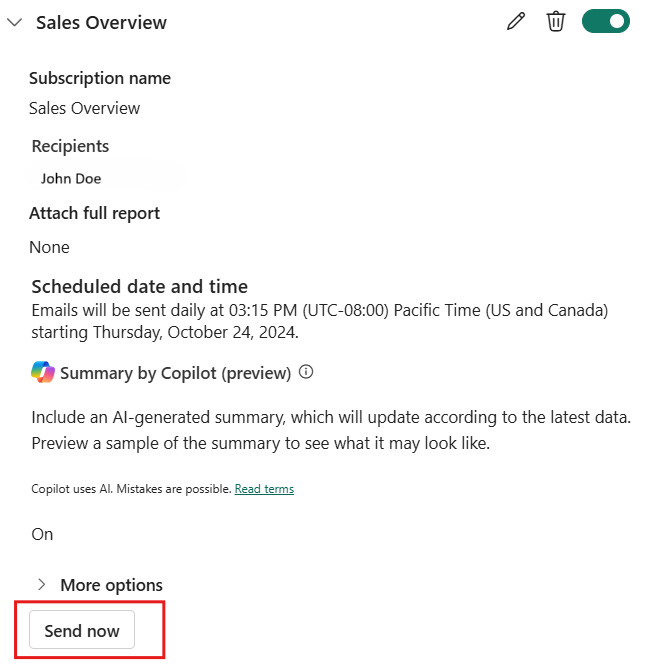 Sales Overview
Subscription name
Sales Overview
Recipients
John Doe
Attach full report
None
Scheduled date and time
Emails will be sent daily at 03:15 PM (UTC-08:00) Pacific Time (US and Canada)
starting Thursday, October 24, 2024.
Summary by Copilot (preview)
Include an AI-generated summary, which will update according to the latest data.
Preview a sample of the summary to see what it may look like.
Copilot uses AI. Mistakes are possible. Read terms
On
More options
Send now